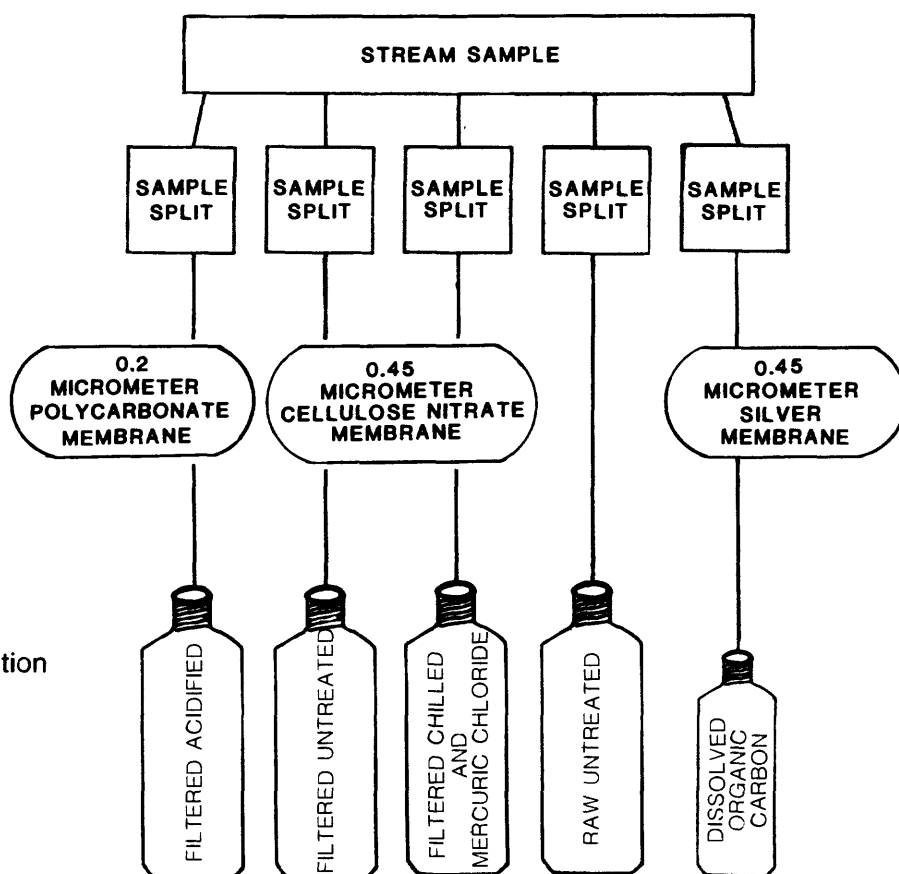 STREAM SAMPLE
SAMPLE
SPLIT
SAMPLE
SPLIT
SAMPLE
SPLIT
SAMPLE
SPLIT
SAMPLE
SPLIT
0.2
MICROMETER
POLYCARBONATE
MEMBRANE
0.45
MICROMETER
CELLULOSE NITRATE
MEMBRANE
0.45
MICROMETER
SILVER
MEMBRANE
tion
FILTERED ACIDIFIED
FILTERED UNTREATED
FILTERED CHILLED
AND
MERCURIC CHLORIDE
RAW UNTREATED
DISSOLVED
ORGANIC
CARBON